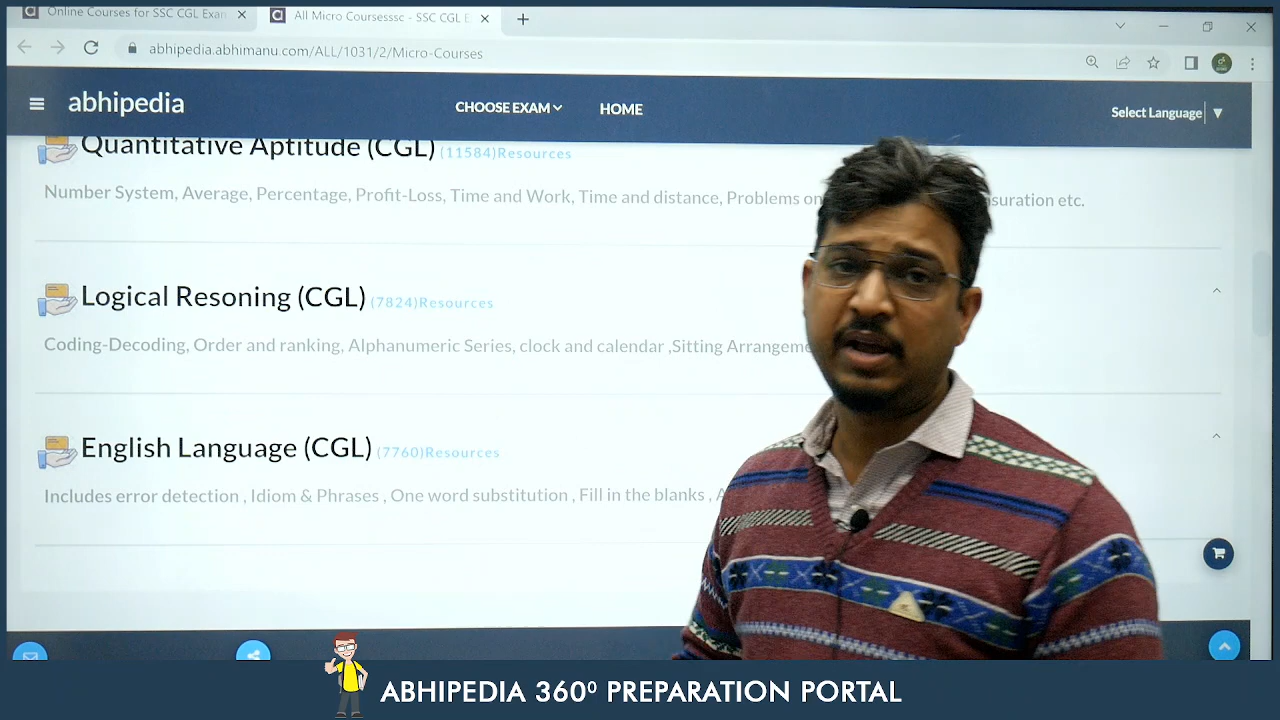 Online Courses for SSC CGL Exam
All Micro Coursesssc - SSC CGL E
abhipedia.abhimanu.com/ALL/1031/2/Micro-Courses
abhipedia
CHOOSE EXAM
HOME
Select Language
Quantitative Aptitude (CGL) (11584)Resources
Number System, Average, Percentage, Profit-Loss, Time and Work, Time and distance, Problems on suration etc.
Logical Resoning (CGL) (7824)Resources
Coding-Decoding, Order and ranking, Alphanumeric Series, clock and calendar ,Sitting Arrangeme
English Language (CGL) (7760)Resources
Includes error detection , Idiom & Phrases , One word substitution , Fill in the blanks , A
ABHIPEDIA 360⁰ PREPARATION PORTAL